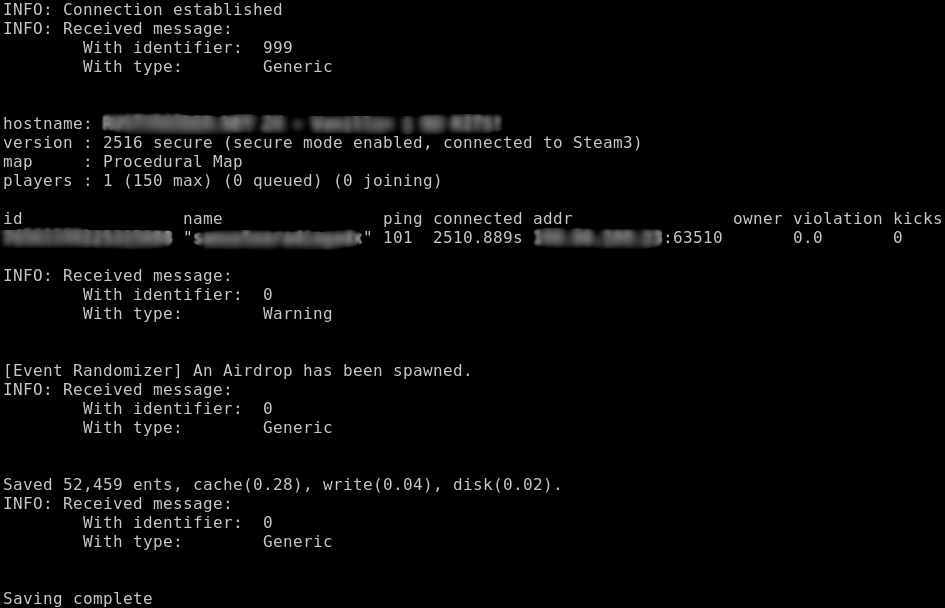 INFO: Connection established
INFO: Received message:
With identifier: 999
With type: Generic
hostname:
version : 2516 secure (secure mode enabled, connected to Steam3)
map : Procedural Map
players : 1 (150 max) (0 queued) (0 joining)
id name ping connected addr owner violation kicks
" " 101 2510.889s :63510 0.0 0
INFO: Received message:
With identifier: 0
With type: Warning
[Event Randomizer] An Airdrop has been spawned.
INFO: Received message:
With identifier: 0
With type: Generic
Saved 52,459 ents, cache(0.28), write(0.04), disk(0.02).
INFO: Received message:
With identifier: 0
With type: Generic
Saving complete